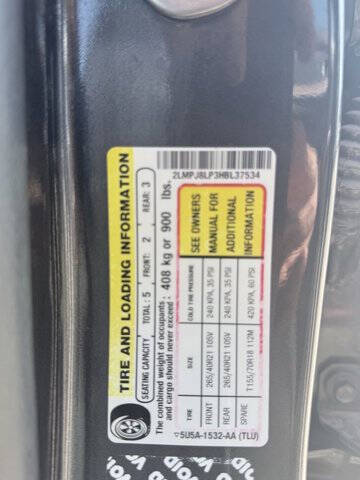 2LMPJ8LP3HBL37534
TIRE AND LOADING INFORMATION
SEATING CAPACITY TOTAL: 5 FRONT: 2 REAR: 3
The combined weight of occupants
and cargo should never exceed: 408 kg or 900 lbs.
TIRE SIZE COLD TIRE PRESSURE
FRONT 265/40R21 105V 240 KPA, 35 PSI
REAR 265/40R21 105V 240 KPA, 35 PSI
SPARE T155/70R18 112M 420 KPA, 60 PSI
SEE OWNERS
MANUAL FOR
ADDITIONAL
INFORMATION
5U5A-1532-AA (TLU)
VOID VOID